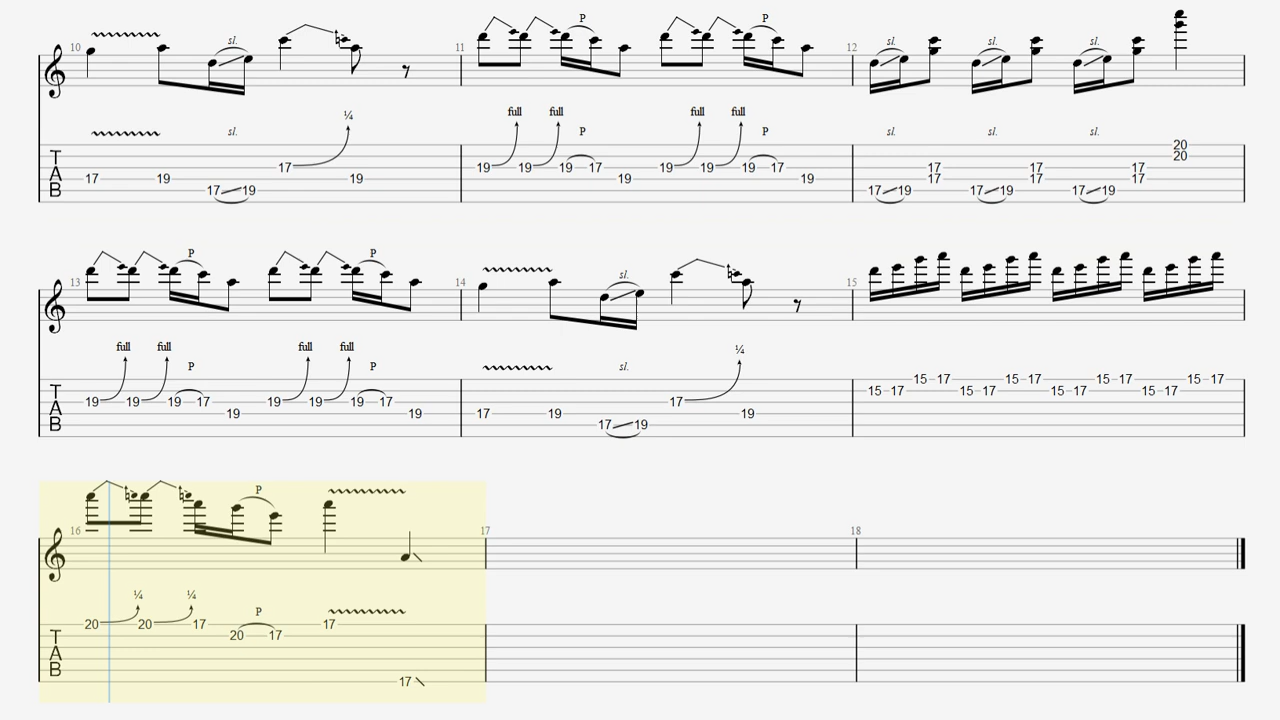 10 sl. 11 P P 12 sl. sl. sl.
¼ full full full full
sl. P P sl. sl. sl.
T A B 17 19 17 19 17 19 19 19 19 17 19 19 19 19 17 19 17 19 17 17 17 19 17 17 17 19 17 17 20 20
13 P P 14 sl. 15
full full full full ¼
P P sl.
T A B 19 19 19 17 19 19 19 19 17 19 17 19 17 19 17 19 15 17 15 17 15 17 15 17 15 17 15 17 15 17 15 17
16 P 17 18
¼ ¼
P
T A B 20 20 17 20 17 17 17